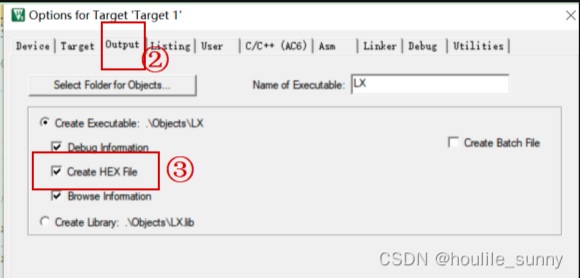 Options for Target 'Target 1'
Device Target Output Listing User C/C++ (AC6) Asm Linker Debug Utilities
②
Select Folder for Objects... Name of Executable: LX
Create Executable: .\Objects\LX
Debug Information Create Batch File
Create HEX File ③
Browse Information
Create Library: .\Objects\LX.lib
CSDN @houlile_sunny